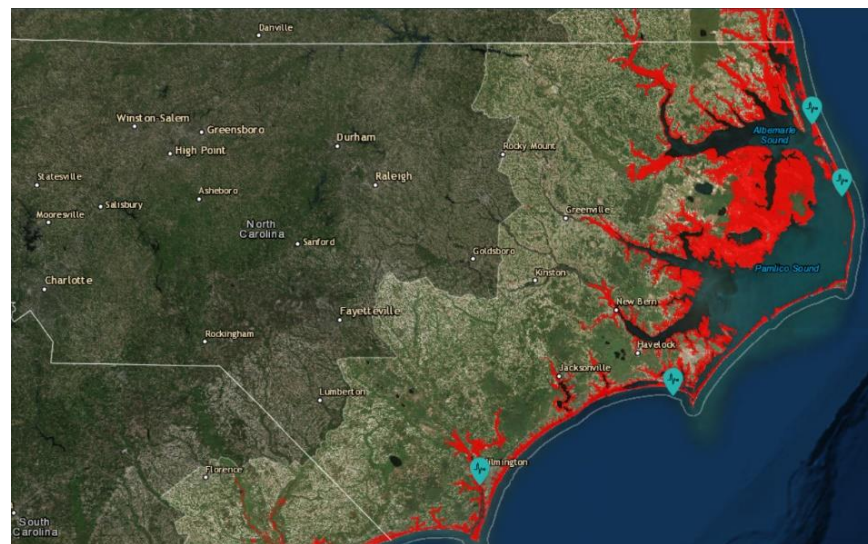 Danville
Winston-Salem
Greensboro
High Point
Durham
Rocky Mount
Raleigh
Albemarle
Sound
Statesville
Mooresville
Salisbury
Asheboro
North
Carolina
Sanford
Goldsboro
Greenville
Kinston
Pamlico Sound
Charlotte
Fayetteville
New Bern
Rockingham
Havelock
Jacksonville
Lumberton
Florence
ilmington
South
Carolina